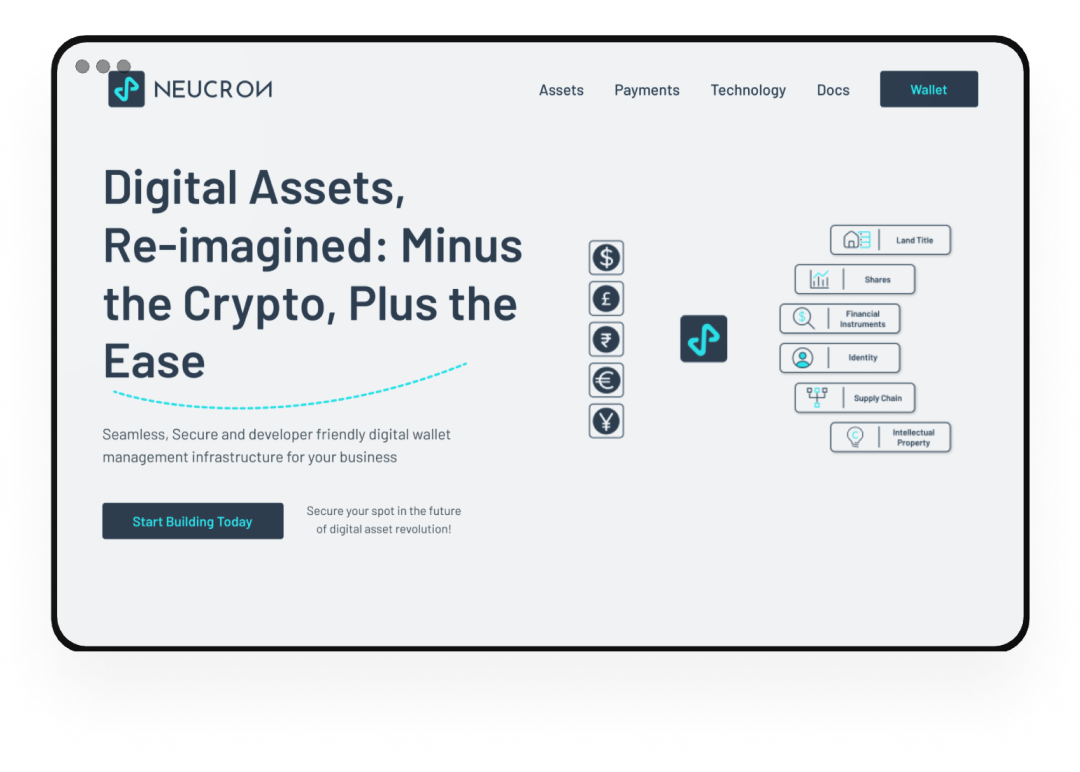 NEUCRON
Assets
Payments
Technology
Docs
Wallet
Digital Assets,
Re-imagined: Minus
the Crypto, Plus the
Ease
Seamless, Secure and developer friendly digital wallet
management infrastructure for your business
Start Building Today
Secure your spot in the future
of digital asset revolution!
$
£
₹
€
¥
Land Title
Shares
$
Financial
Instruments
Identity
Supply Chain
C
Intellectual
Property